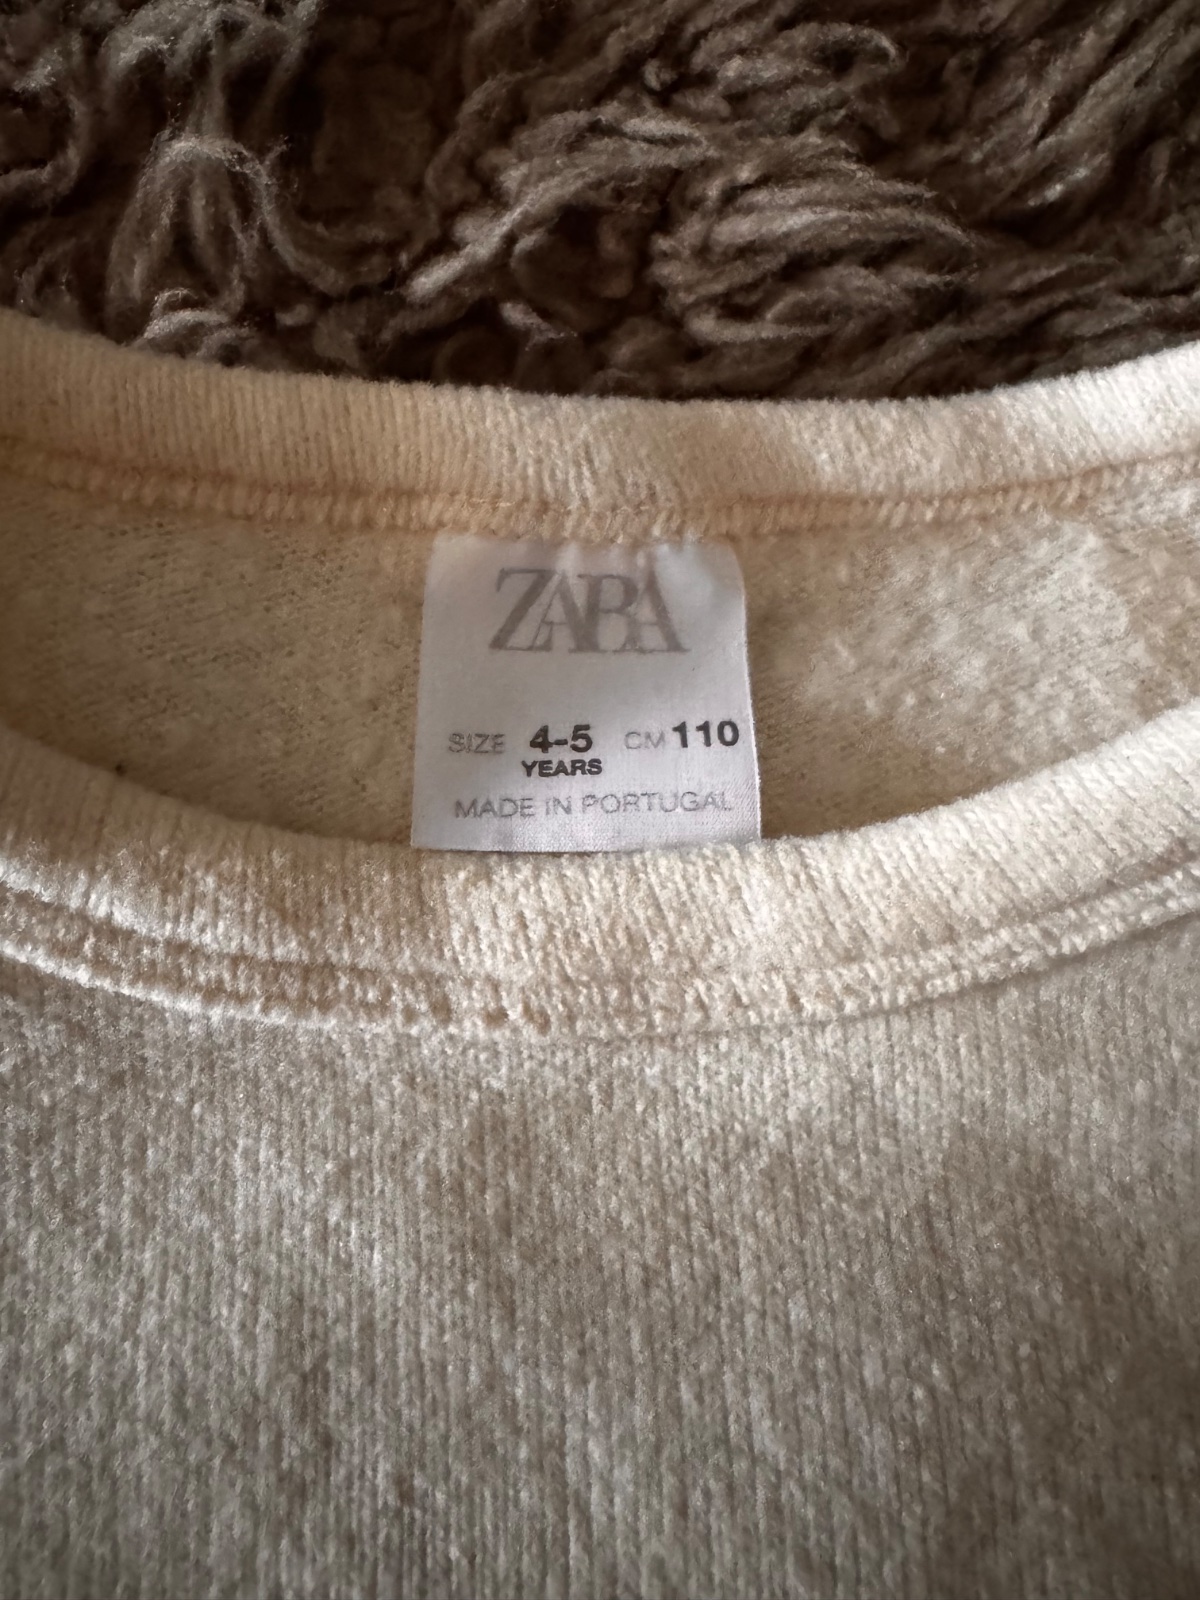 ZARA
SIZE 4-5 CM 110
YEARS
MADE IN PORTUGAL